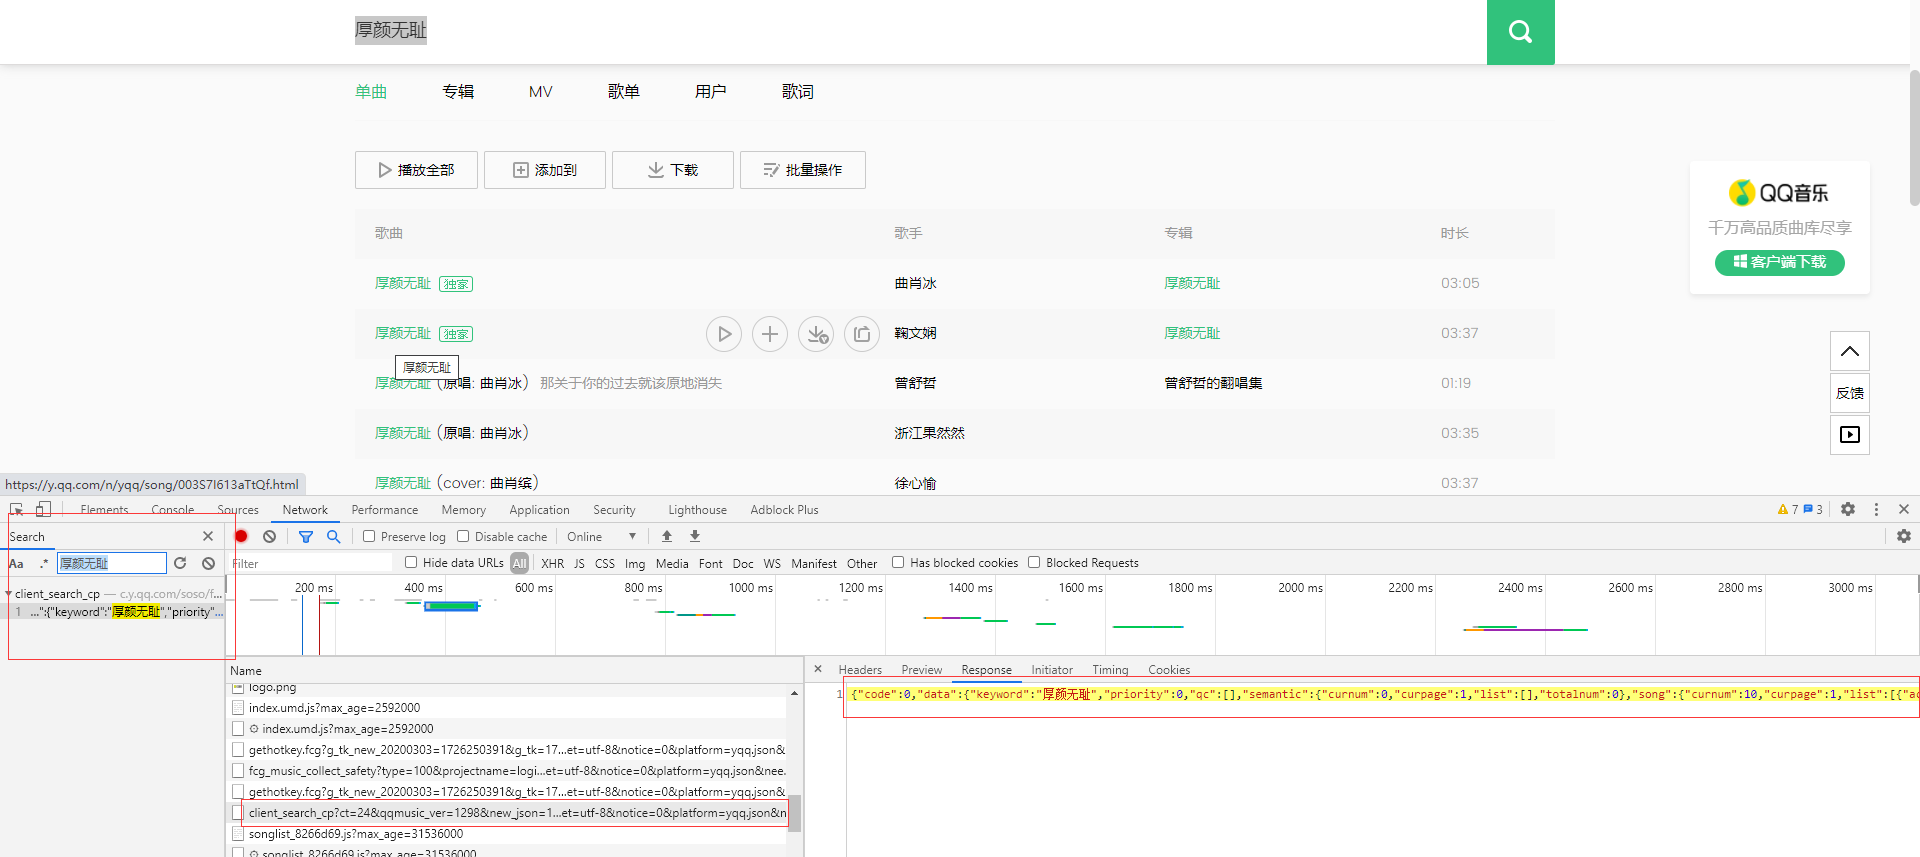 厚颜无耻
单曲 专辑 MV 歌单 用户 歌词
播放全部 添加到 下载 批量操作
QQ音乐
千万高品质曲库尽享
客户端下载
歌曲 歌手 专辑 时长
厚颜无耻 独家 曲肖冰 厚颜无耻 03:05
厚颜无耻 独家 鞠文娴 厚颜无耻 03:37
厚颜无耻
厚颜无耻 (原唱: 曲肖冰) 那关于你的过去就该原地消失 曾舒哲 曾舒哲的翻唱集 01:19
反馈
厚颜无耻 (原唱: 曲肖冰) 浙江果然然 03:35
厚颜无耻 (cover: 曲肖缤) 徐心愉 03:37
https://y.qq.com/n/yqq/song/003S7I613aTtQf.html
Elements Console Sources Network Performance Memory Application Security Lighthouse Adblock Plus 7 3
Search
Preserve log Disable cache Online
Aa .* 厚颜无耻
Filter Hide data URLs All XHR JS CSS Img Media Font Doc WS Manifest Other Has blocked cookies Blocked Requests
200 ms 400 ms 600 ms 800 ms 1000 ms 1200 ms 1400 ms 1600 ms 1800 ms 2000 ms 2200 ms 2400 ms 2600 ms 2800 ms 3000 ms
client_search_cp — c.y.qq.com/soso/f...
1 ...":{"keyword":"厚颜无耻","priority"...
Name
Headers Preview Response Initiator Timing Cookies
logo.png
index.umd.js?max_age=2592000
index.umd.js?max_age=2592000
gethotkey.fcg?g_tk_new_20200303=1726250391&g_tk=17...et=utf-8&notice=0&platform=yqq.json&
fcg_music_collect_safety?type=100&projectname=logi...et=utf-8&notice=0&platform=yqq.json&nee.
gethotkey.fcg?g_tk_new_20200303=1726250391&g_tk=17...et=utf-8&notice=0&platform=yqq.json&
client_search_cp?ct=24&qqmusic_ver=1298&new_json=1...et=utf-8&notice=0&platform=yqq.json&n
songlist_8266d69.js?max_age=31536000
songlist_8266d69.js?max_age=31536000
1 {"code":0,"data":{"keyword":"厚颜无耻","priority":0,"qc":[],"semantic":{"curnum":0,"curpage":1,"list":[],"totalnum":0},"song":{"curnum":10,"curpage":1,"list":[{"ac